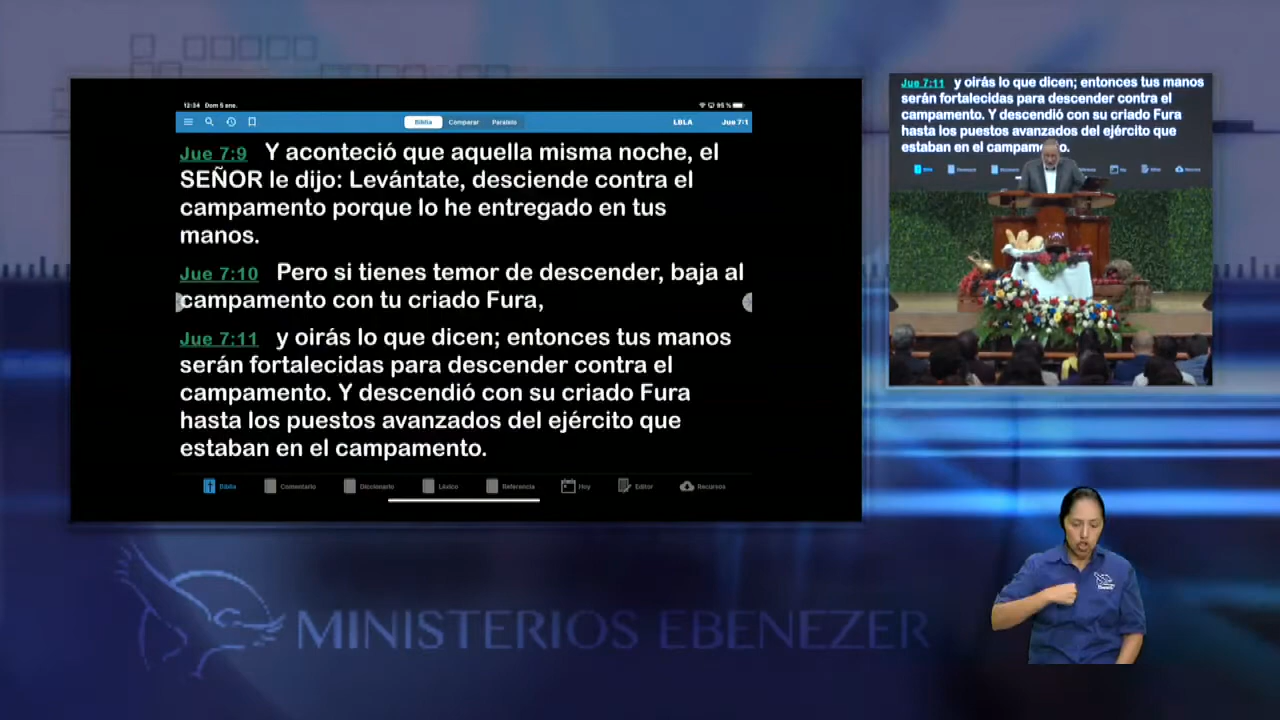 12:34 Dom 5 ene.
95 %
Biblia Comparar Paralelo
LBLA Jue 7:1
Jue 7:9 Y aconteció que aquella misma noche, el
SEÑOR le dijo: Levántate, desciende contra el
campamento porque lo he entregado en tus
manos.
Jue 7:10 Pero si tienes temor de descender, baja al
campamento con tu criado Fura,
Jue 7:11 y oirás lo que dicen; entonces tus manos
serán fortalecidas para descender contra el
campamento. Y descendió con su criado Fura
hasta los puestos avanzados del ejército que
estaban en el campamento.
Biblia Comentario Diccionario Léxico Referencia Hoy Editor Recursos
Jue 7:11 y oirás lo que dicen; entonces tus manos
serán fortalecidas para descender contra el
campamento. Y descendió con su criado Fura
hasta los puestos avanzados del ejército que
estaban en el campamento.
MINISTERIOS EBENEZER